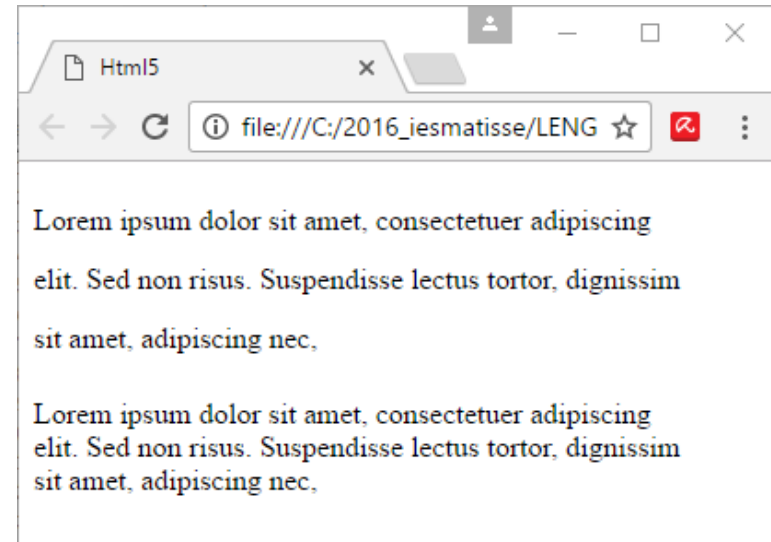 Html5
file:///C:/2016_iesmatisse/LENG
Lorem ipsum dolor sit amet, consectetuer adipiscing
elit. Sed non risus. Suspendisse lectus tortor, dignissim
sit amet, adipiscing nec,
Lorem ipsum dolor sit amet, consectetuer adipiscing
elit. Sed non risus. Suspendisse lectus tortor, dignissim
sit amet, adipiscing nec,